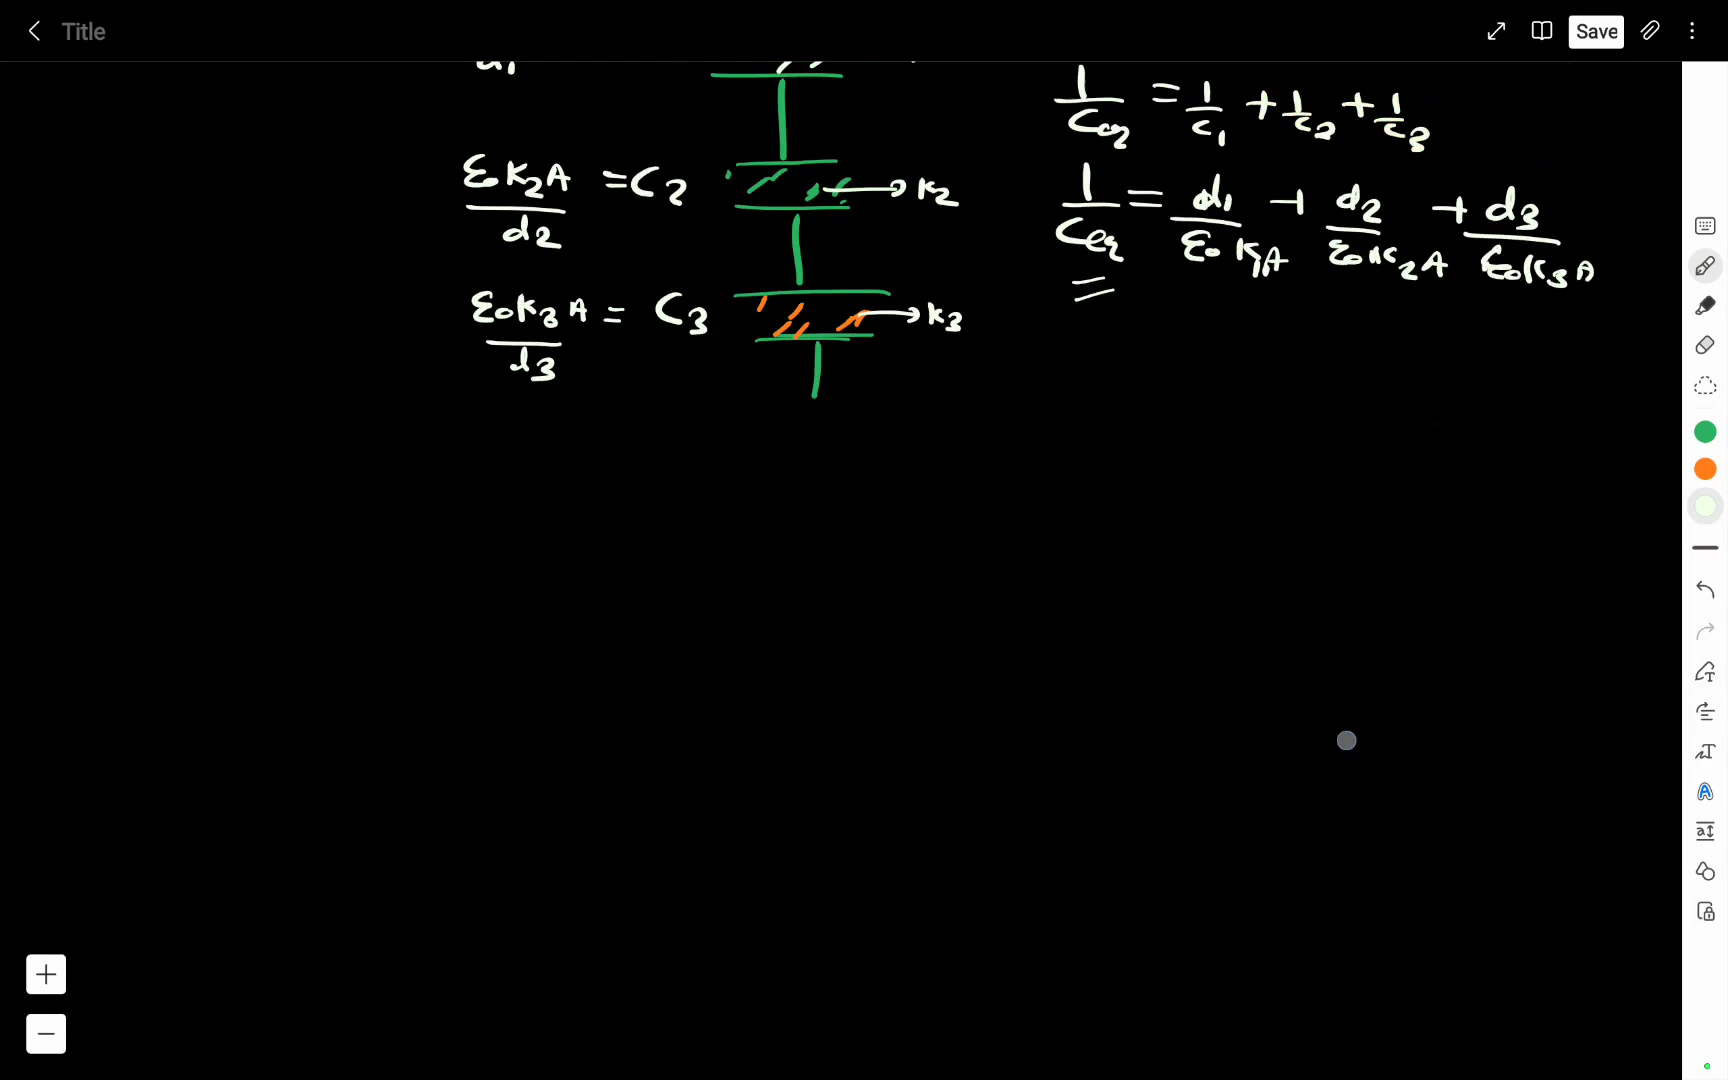 Title
Save
d1
1/Ceq = 1/C1 + 1/C2 + 1/C3
ε0K2A/d2 = C2
K2
1/Ceq = d1/ε0K1A + d2/ε0K2A + d3/ε0K3A
ε0K3A/d3 = C3
K3